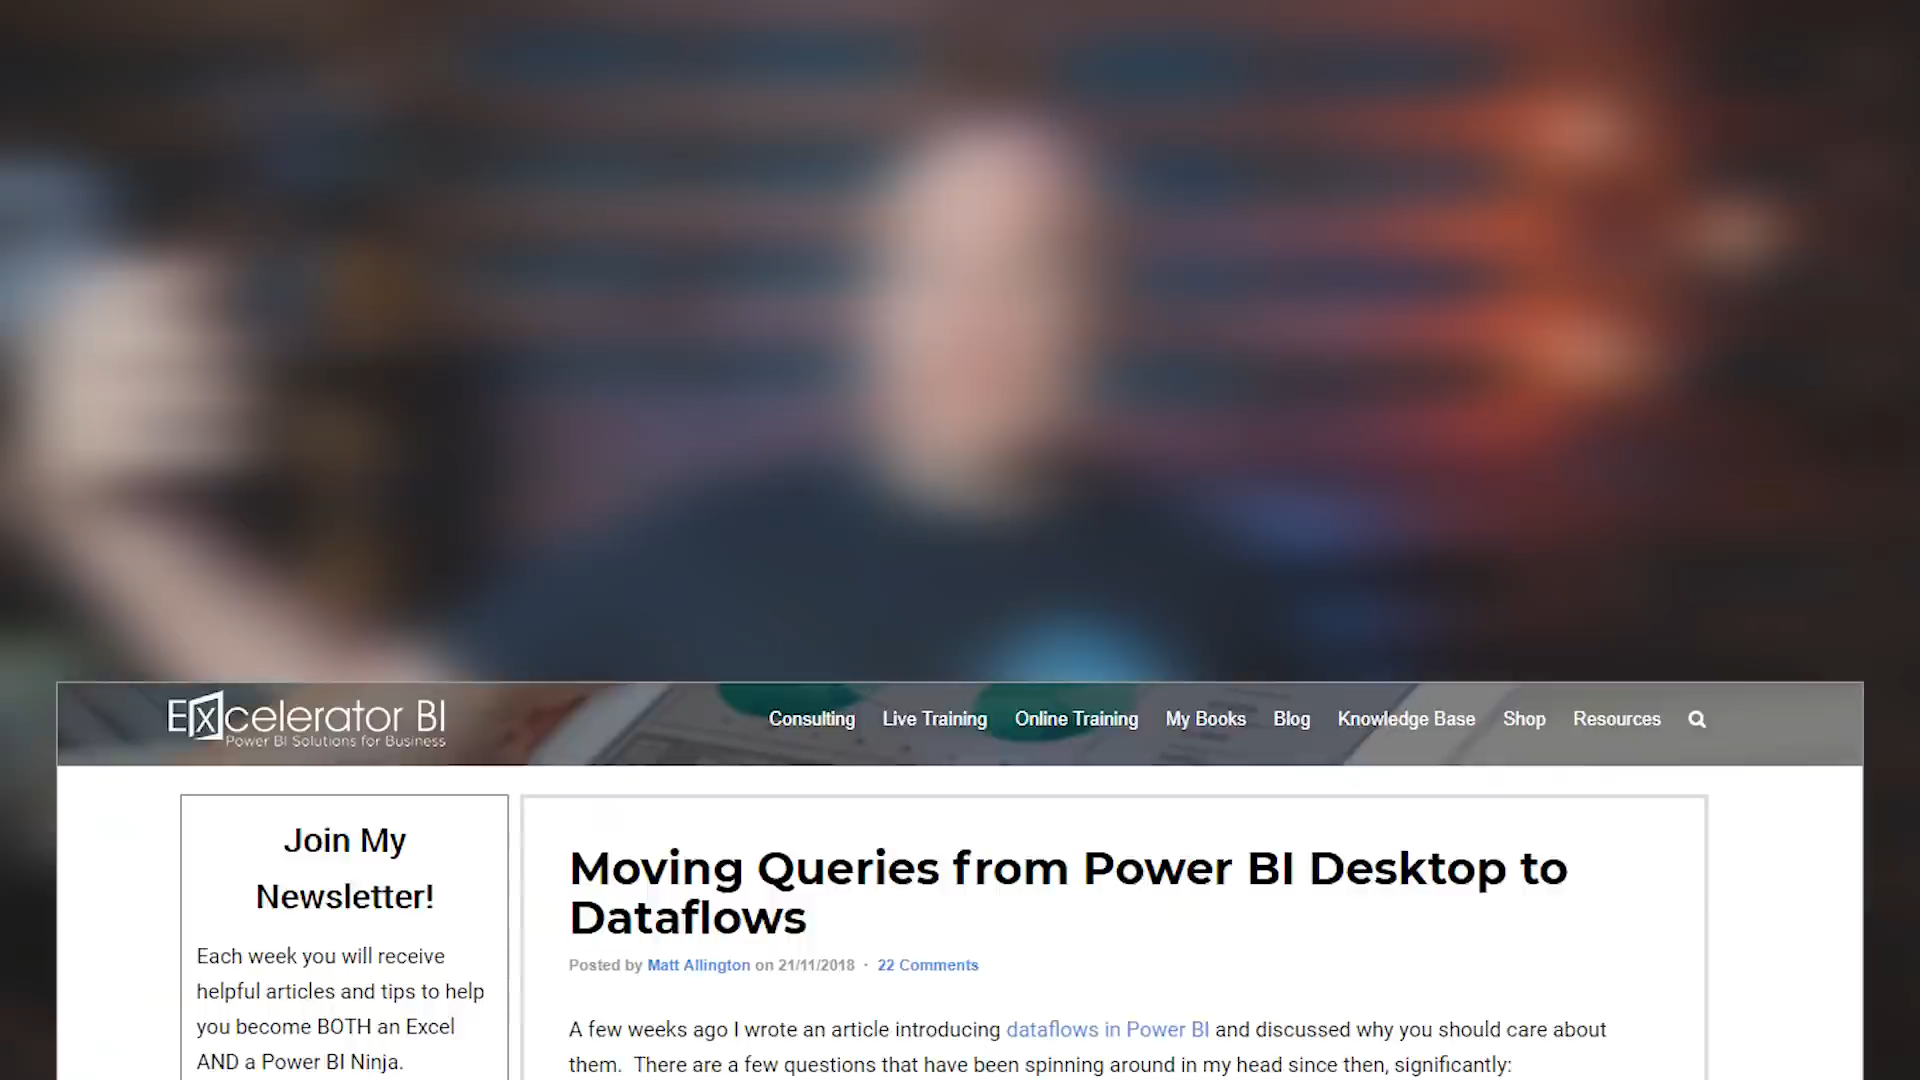 Excelerator BI
Power BI Solutions for Business
Consulting Live Training Online Training My Books Blog Knowledge Base Shop Resources
Join My
Newsletter!
Each week you will receive
helpful articles and tips to help
you become BOTH an Excel
AND a Power BI Ninja.
Moving Queries from Power BI Desktop to
Dataflows
Posted by Matt Allington on 21/11/2018 · 22 Comments
A few weeks ago I wrote an article introducing dataflows in Power BI and discussed why you should care about
them. There are a few questions that have been spinning around in my head since then, significantly: